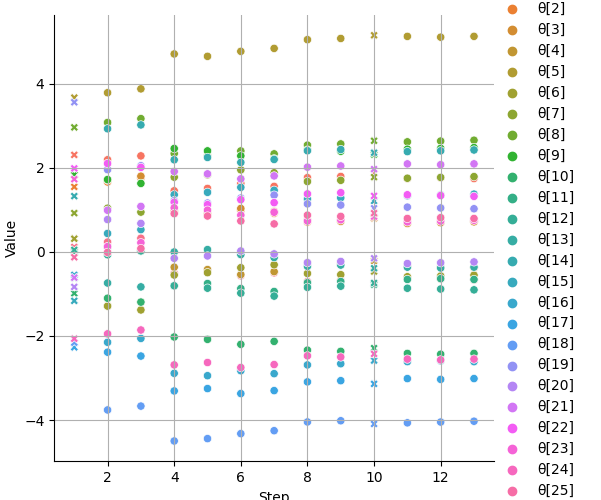 Value
4
2
0
−2
−4
2
4
6
8
10
12
Step
θ[2]
θ[3]
θ[4]
θ[5]
θ[6]
θ[7]
θ[8]
θ[9]
θ[10]
θ[11]
θ[12]
θ[13]
θ[14]
θ[15]
θ[16]
θ[17]
θ[18]
θ[19]
θ[20]
θ[21]
θ[22]
θ[23]
θ[24]
θ[25]